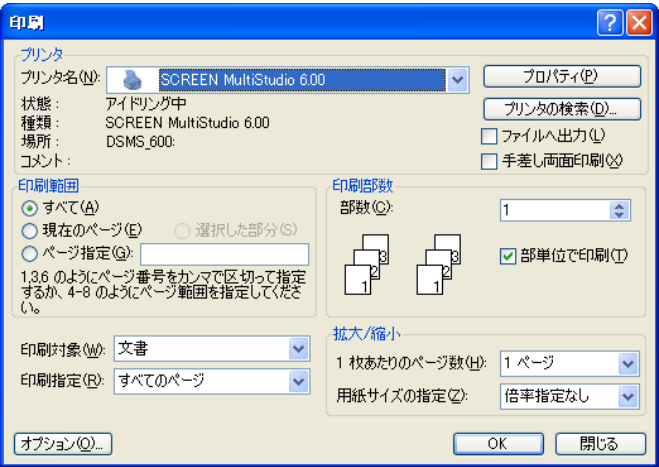 印刷
プリンタ
プリンタ名(N): SCREEN MultiStudio 6.00 プロパティ(P)
状態： アイドリング中
種類： SCREEN MultiStudio 6.00 プリンタの検索(D)...
場所： DSMS_600: ファイルへ出力(L)
コメント： 手差し両面印刷(X)
印刷範囲
すべて(A)
現在のページ(E) 選択した部分(S)
ページ指定(G):
1,3,6 のようにページ番号をカンマで区切って指定
するか、4-8 のようにページ範囲を指定してくださ
い。
印刷部数
部数(C): 1
1 2 3 1 2 3
部単位で印刷(T)
印刷対象(W): 文書
印刷指定(R): すべてのページ
拡大/縮小
1 枚あたりのページ数(H): 1 ページ
用紙サイズの指定(Z): 倍率指定なし
オプション(O)... OK 閉じる